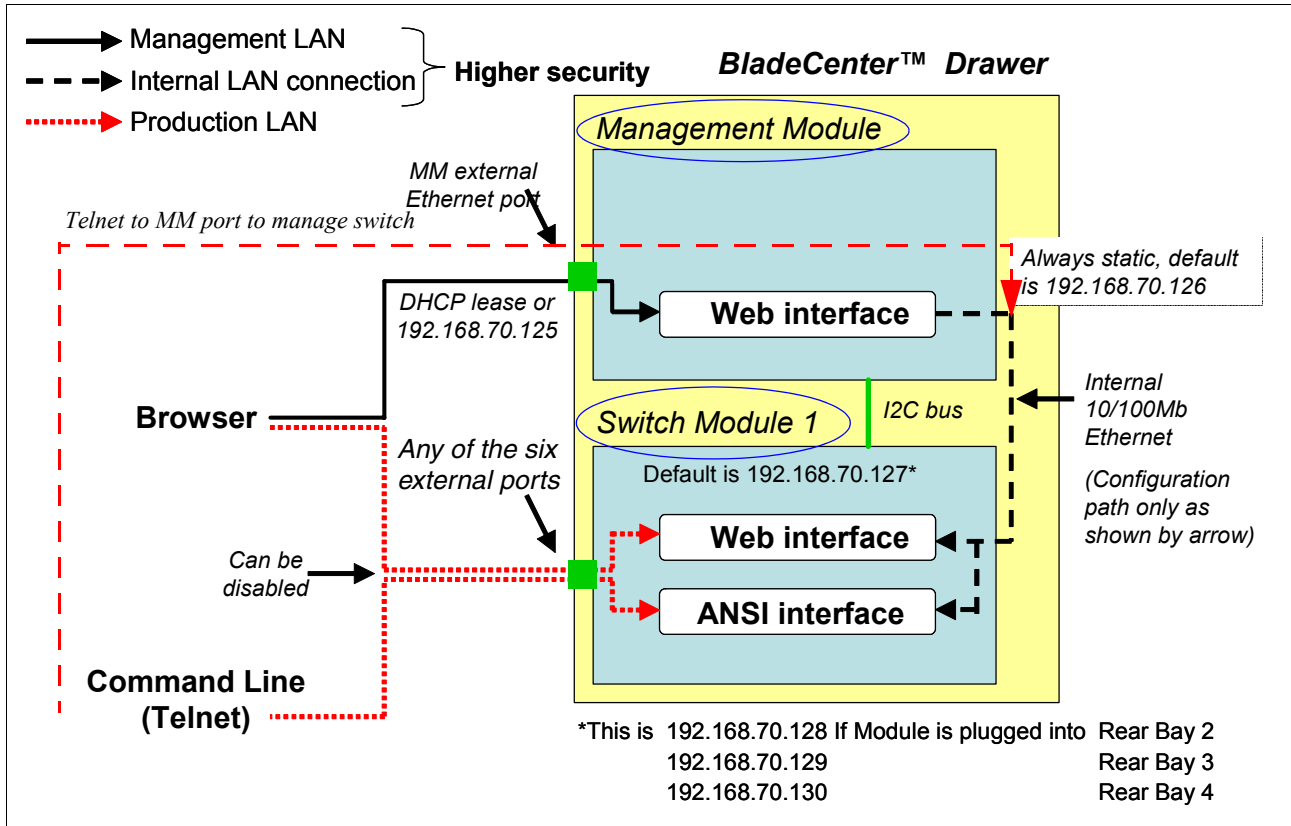 Management LAN
Internal LAN connection
Higher security
Production LAN
BladeCenter™ Drawer
Management Module
MM external
Ethernet port
Telnet to MM port to manage switch
Always static, default
is 192.168.70.126
DHCP lease or
192.168.70.125
Web interface
Browser
Internal
10/100Mb
Ethernet
(Configuration
path only as
shown by arrow)
I2C bus
Switch Module 1
Any of the six
external ports
Default is 192.168.70.127*
Web interface
Can be
disabled
ANSI interface
Command Line
(Telnet)
*This is 192.168.70.128 If Module is plugged into Rear Bay 2
192.168.70.129 Rear Bay 3
192.168.70.130 Rear Bay 4